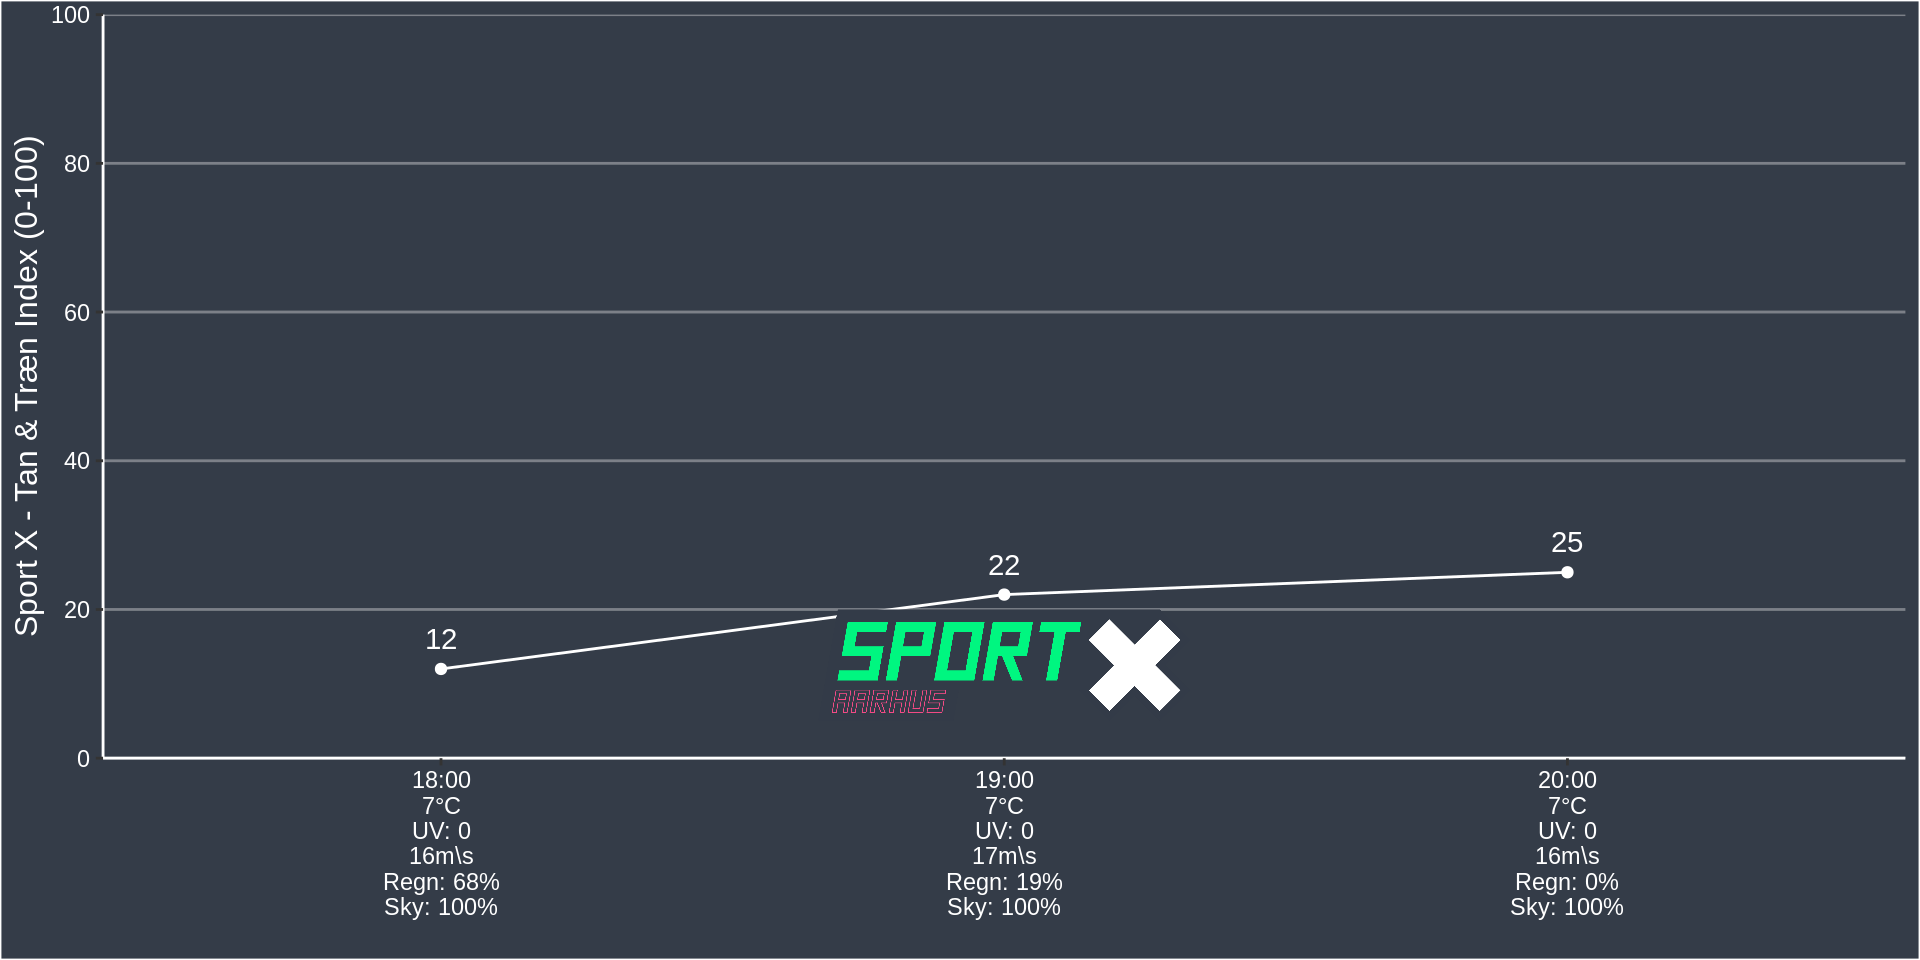 Sport X - Tan & Træn Index (0-100)
100
80
60
40
20
0
12
22
25
SPORT X
AARHUS
18:00
7°C
UV: 0
16m\s
Regn: 68%
Sky: 100%
19:00
7°C
UV: 0
17m\s
Regn: 19%
Sky: 100%
20:00
7°C
UV: 0
16m\s
Regn: 0%
Sky: 100%